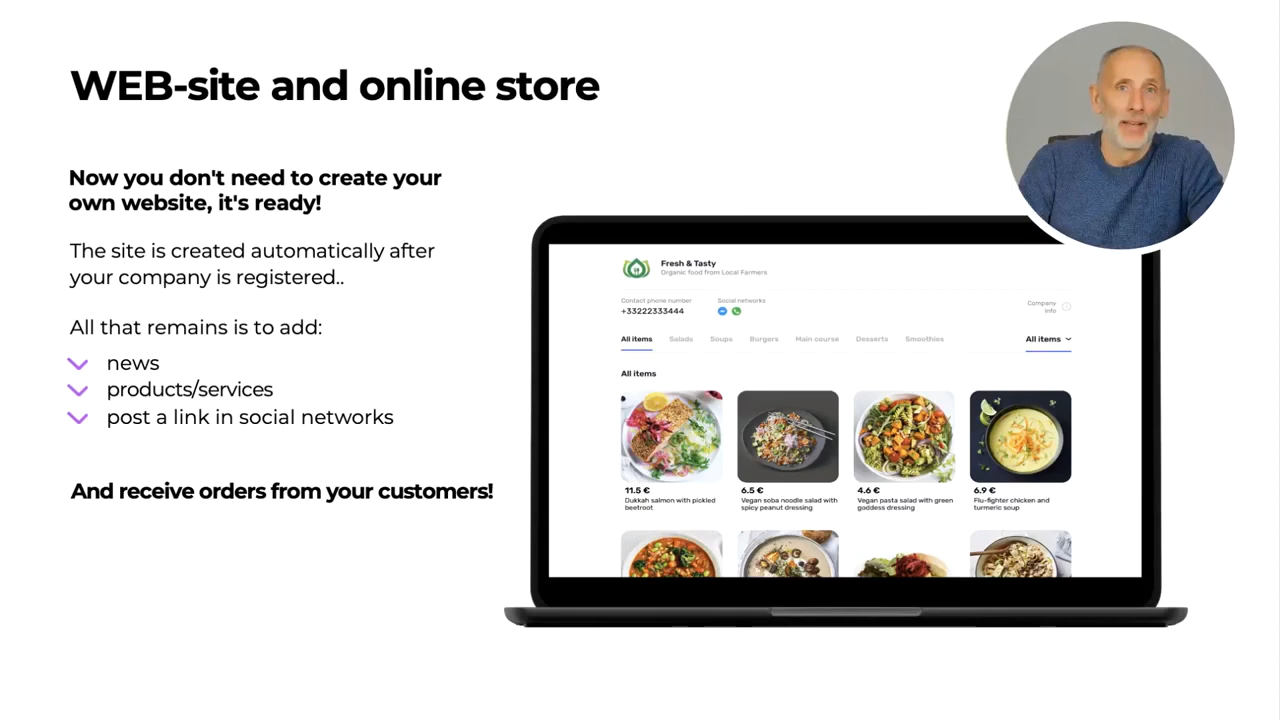 WEB-site and online store
Now you don't need to create your
own website, it's ready!
The site is created automatically after
your company is registered..
All that remains is to add:
news
products/services
post a link in social networks
And receive orders from your customers!
Fresh & Tasty
Organic food from Local Farmers
Contact phone number
+33222333444
Social networks
Company
info
All items Salads Soups Burgers Main course Desserts Smoothies
All items
All items
11.5 €
Dukkah salmon with pickled
beetroot
6.5 €
Vegan soba noodle salad with
spicy peanut dressing
4.6 €
Vegan pasta salad with green
goddess dressing
6.9 €
Flu-fighter chicken and
turmeric soup